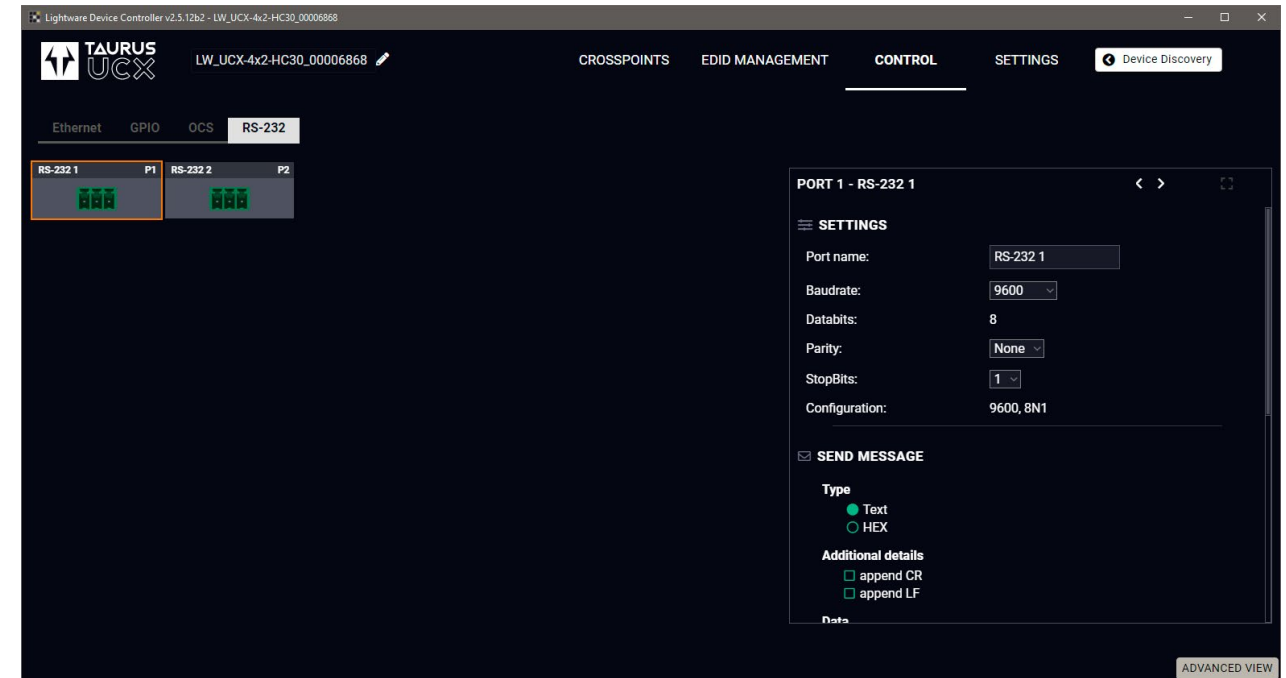 Lightware Device Controller v2.5.12b2 - LW_UCX-4x2-HC30_00006868
TAURUS
UCX
LW_UCX-4x2-HC30_00006868
CROSSPOINTS EDID MANAGEMENT CONTROL SETTINGS Device Discovery
Ethernet GPIO OCS RS-232
RS-232 1 P1 RS-232 2 P2
PORT 1 - RS-232 1
SETTINGS
Port name: RS-232 1
Baudrate: 9600
Databits: 8
Parity: None
StopBits: 1
Configuration: 9600, 8N1
SEND MESSAGE
Type
Text
HEX
Additional details
append CR
append LF
Data
ADVANCED VIEW